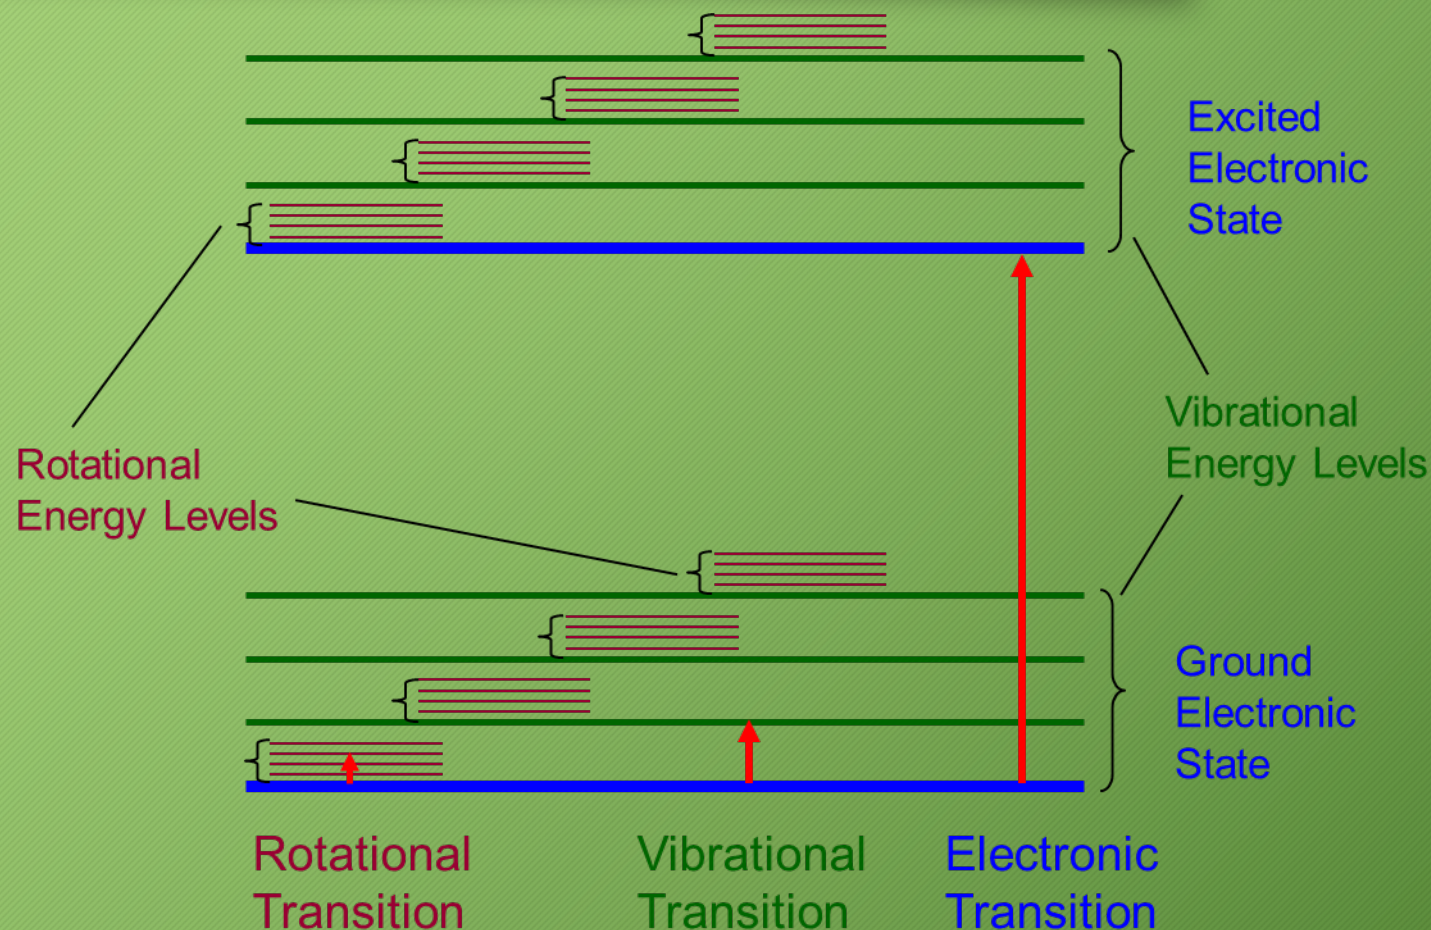 Excited
Electronic
State
Vibrational
Energy Levels
Rotational
Energy Levels
Ground
Electronic
State
Rotational
Transition
Vibrational
Transition
Electronic
Transition